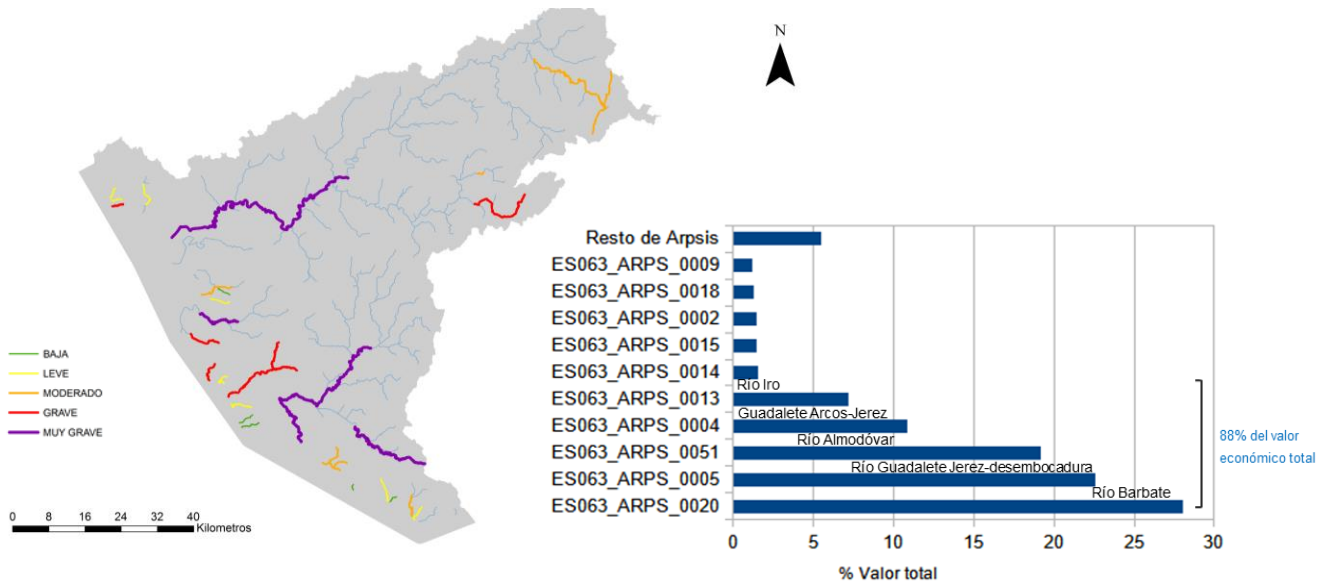 N
BAJA
LEVE
MODERADO
GRAVE
MUY GRAVE
0 8 16 24 32 40
Kilometros
Resto de Arpsis
ES063_ARPS_0009
ES063_ARPS_0018
ES063_ARPS_0002
ES063_ARPS_0015
ES063_ARPS_0014
Río Iro
ES063_ARPS_0013
Guadalete Arcos-Jerez
ES063_ARPS_0004
Río Almodóvar
ES063_ARPS_0051
Río Guadalete Jerez-desembocadura
ES063_ARPS_0005
Río Barbate
ES063_ARPS_0020
88% del valor
económico total
0 5 10 15 20 25 30
% Valor total